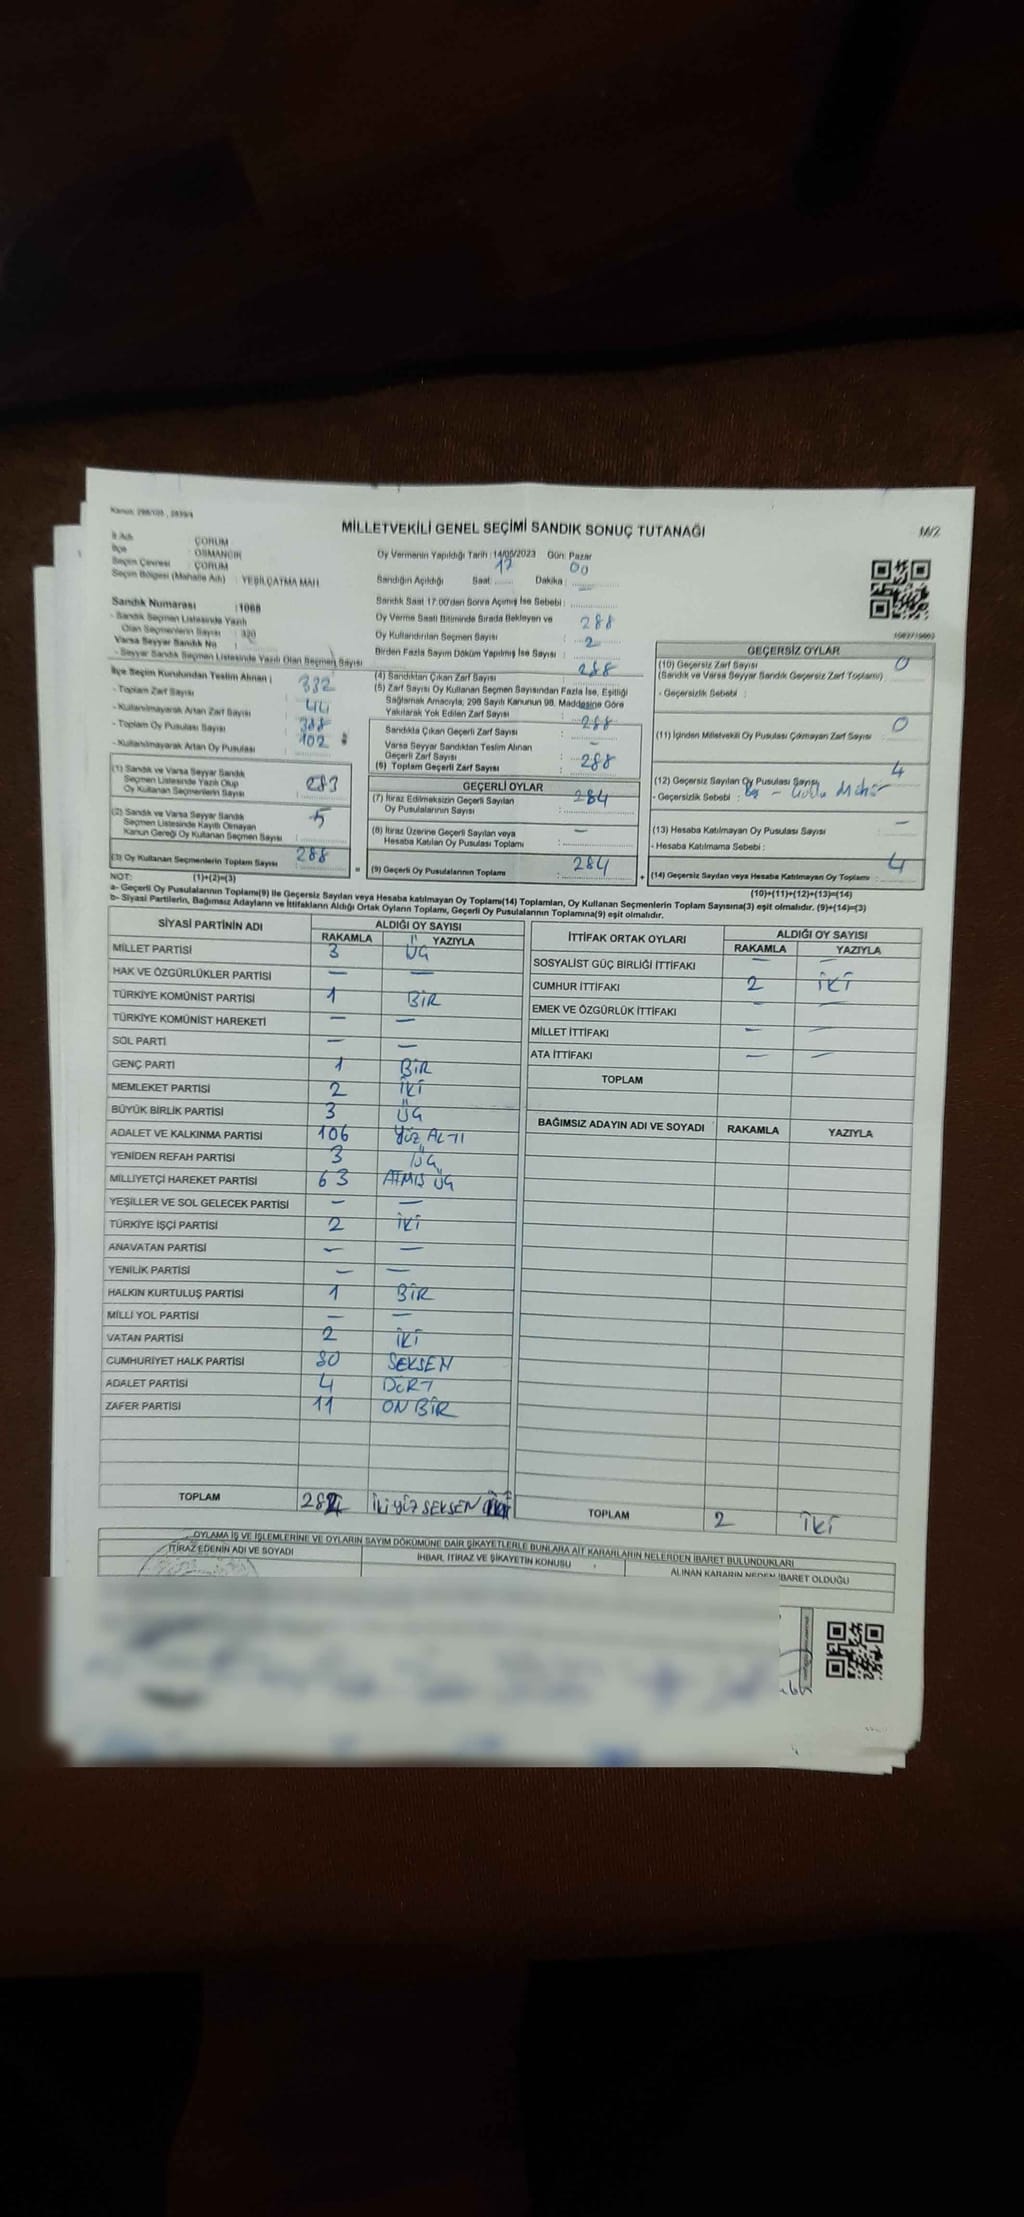 Kanun: 298/105 , 2839/4
MİLLETVEKİLİ GENEL SEÇİMİ SANDIK SONUÇ TUTANAĞI
M/2
İl Adı : ÇORUM
İlçe : OSMANCIK
Seçim Çevresi : ÇORUM
Seçim Bölgesi (Mahalle Adı) : YEŞİLÇATMA MAH.
Sandık Numarası :1068
- Sandık Seçmen Listesinde Yazılı
Olan Seçmenlerin Sayısı : 320
Varsa Seyyar Sandık No :
- Seyyar Sandık Seçmen Listesinde Yazılı Olan Seçmen Sayısı
Oy Vermenin Yapıldığı Tarih : 14/05/2023 Gün: Pazar
Sandığın Açıldığı Saat: 17 Dakika : 00
Sandık Saat 17:00'den Sonra Açımış İse Sebebi : —
Oy Verme Saati Bitiminde Sırada Bekleyen ve
Oy Kullandırılan Seçmen Sayısı : 288
Birden Fazla Sayım Döküm Yapılmış İse Sayısı : 2
İlçe Seçim Kurulundan Teslim Alınan ;
- Toplam Zarf Sayısı : 332
- Kullanılmayarak Artan Zarf Sayısı : 44
- Toplam Oy Pusulası Sayısı : 388
- Kullanılmayarak Artan Oy Pusulası : 102
(1) Sandık ve Varsa Seyyar Sandık
Seçmen Listesinde Yazılı Olup
Oy Kullanan Seçmenlerin Sayısı : 283
(2) Sandık ve Varsa Seyyar Sandık
Seçmen Listesinde Kayıtlı Olmayan
Kanun Gereği Oy Kullanan Seçmen Sayısı : 5
(3) Oy Kullanan Seçmenlerin Toplam Sayısı : 288
(4) Sandıktan Çıkan Zarf Sayısı : 288
(5) Zarf Sayısı Oy Kullanan Seçmen Sayısından Fazla İse, Eşitliği
Sağlamak Amacıyla; 298 Sayılı Kanunun 98. Maddesine Göre
Yakılarak Yok Edilen Zarf Sayısı
Sandıkta Çıkan Geçerli Zarf Sayısı : 288
Varsa Seyyar Sandıktan Teslim Alınan
Geçerli Zarf Sayısı : —
(6) Toplam Geçerli Zarf Sayısı : 288
GEÇERLİ OYLAR
(7) İtiraz Edilmeksizin Geçerli Sayılan
Oy Pusulalarının Sayısı : 284
(8) İtiraz Üzerine Geçerli Sayılan veya
Hesaba Katılan Oy Pusulası Toplamı : —
(9) Geçerli Oy Pusulalarının Toplamı : 284
GEÇERSİZ OYLAR
(10) Geçersiz Zarf Sayısı : 0
(Sandık ve Varsa Seyyar Sandık Geçersiz Zarf Toplamı)
- Geçersizlik Sebebi :
(11) İçinden Milletvekili Oy Pusulası Çıkmayan Zarf Sayısı : 0
(12) Geçersiz Sayılan Oy Pusulası Sayısı : 4
- Geçersizlik Sebebi :
(13) Hesaba Katılmayan Oy Pusulası Sayısı : —
- Hesaba Katılmama Sebebi :
(14) Geçersiz Sayılan veya Hesaba Katılmayan Oy Toplamı : 4
NOT: (1)+(2)=(3)
(10)+(11)+(12)+(13)=(14)
a- Geçerli Oy Pusulalarının Toplamı(9) ile Geçersiz Sayılan veya Hesaba katılmayan Oy Toplamı(14) Toplamları, Oy Kullanan Seçmenlerin Toplam Sayısına(3) eşit olmalıdır. (9)+(14)=(3)
b- Siyasi Partilerin, Bağımsız Adayların ve İttifakların Aldığı Ortak Oyların Toplamı, Geçerli Oy Pusulalarının Toplamına(9) eşit olmalıdır.
SİYASİ PARTİNİN ADI ALDIĞI OY SAYISI
RAKAMLA YAZIYLA
MİLLET PARTİSİ 3 ÜÇ
HAK VE ÖZGÜRLÜKLER PARTİSİ — —
TÜRKİYE KOMÜNİST PARTİSİ 1 BİR
TÜRKİYE KOMÜNİST HAREKETİ — —
SOL PARTİ — —
GENÇ PARTİ 1 BİR
MEMLEKET PARTİSİ 2 İKİ
BÜYÜK BİRLİK PARTİSİ 3 ÜÇ
ADALET VE KALKINMA PARTİSİ 106 YÜZ ALTI
YENİDEN REFAH PARTİSİ 3 ÜÇ
MİLLİYETÇİ HAREKET PARTİSİ 63 ATMIŞ ÜÇ
YEŞİLLER VE SOL GELECEK PARTİSİ — —
TÜRKİYE İŞÇİ PARTİSİ 2 İKİ
ANAVATAN PARTİSİ — —
YENİLİK PARTİSİ — —
HALKIN KURTULUŞ PARTİSİ 1 BİR
MİLLİ YOL PARTİSİ — —
VATAN PARTİSİ 2 İKİ
CUMHURİYET HALK PARTİSİ 80 SEKSEN
ADALET PARTİSİ 4 DÖRT
ZAFER PARTİSİ 11 ON BİR
TOPLAM 282 İKİ YÜZ SEKSEN İKİ
İTTİFAK ORTAK OYLARI ALDIĞI OY SAYISI
RAKAMLA YAZIYLA
SOSYALİST GÜÇ BİRLİĞİ İTTİFAKI — —
CUMHUR İTTİFAKI 2 İKİ
EMEK VE ÖZGÜRLÜK İTTİFAKI — —
MİLLET İTTİFAKI — —
ATA İTTİFAKI — —
TOPLAM
BAĞIMSIZ ADAYIN ADI VE SOYADI RAKAMLA YAZIYLA
TOPLAM 2 İKİ
OYLAMA İŞ VE İŞLEMLERİNE VE OYLARIN SAYIM DÖKÜMÜNE DAİR ŞİKAYETLERLE BUNLARA AİT KARARLARIN NELERDEN İBARET BULUNDUKLARI
İTİRAZ EDENİN ADI VE SOYADI
İHBAR, İTİRAZ VE ŞİKAYETİN KONUSU
ALINAN KARARIN NEDEN İBARET OLDUĞU